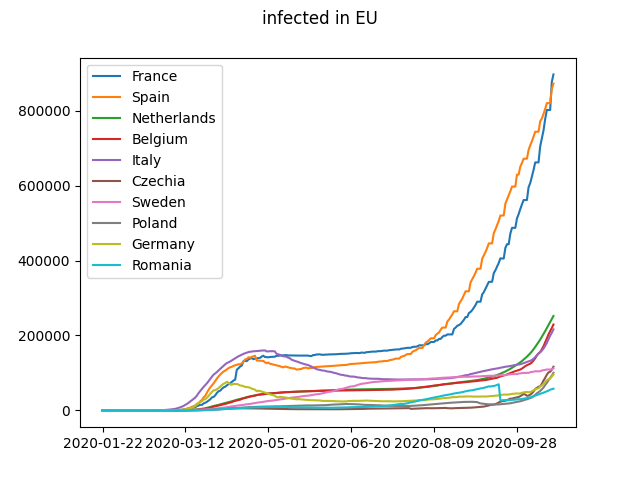 infected in EU
France
Spain
Netherlands
Belgium
Italy
Czechia
Sweden
Poland
Germany
Romania
800000
600000
400000
200000
0
2020-01-22 2020-03-12 2020-05-01 2020-06-20 2020-08-09 2020-09-28